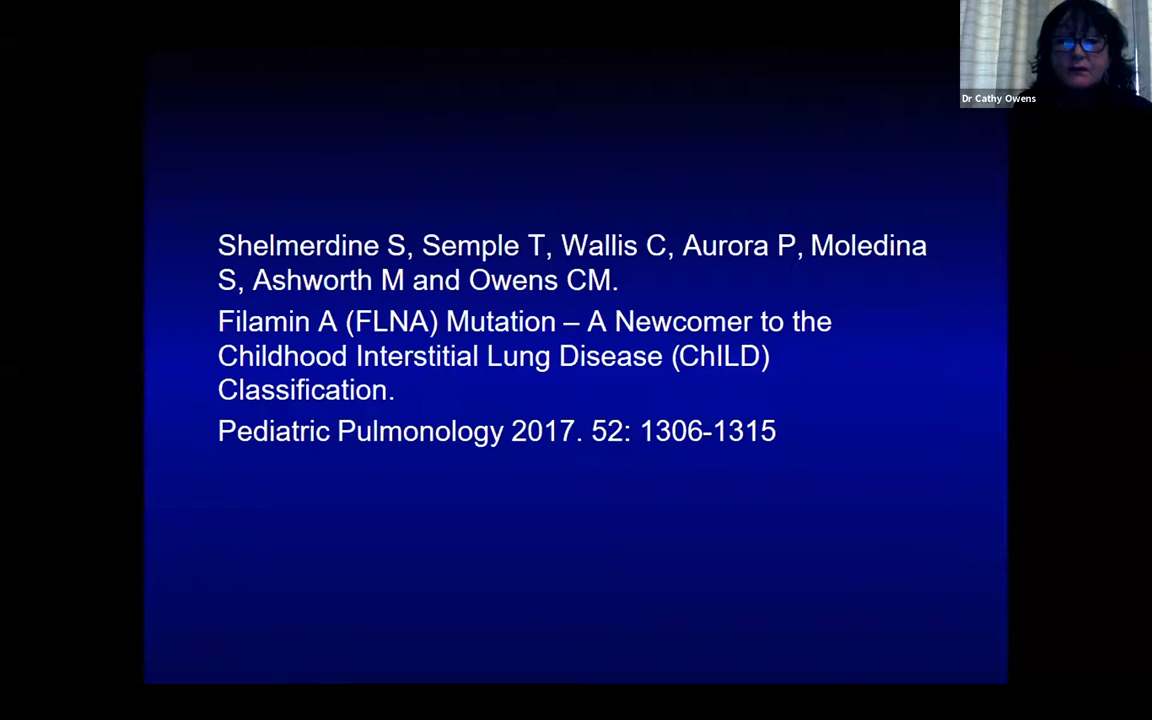 Dr Cathy Owens
Shelmerdine S, Semple T, Wallis C, Aurora P, Moledina
S, Ashworth M and Owens CM.
Filamin A (FLNA) Mutation – A Newcomer to the
Childhood Interstitial Lung Disease (ChILD)
Classification.
Pediatric Pulmonology 2017. 52: 1306-1315